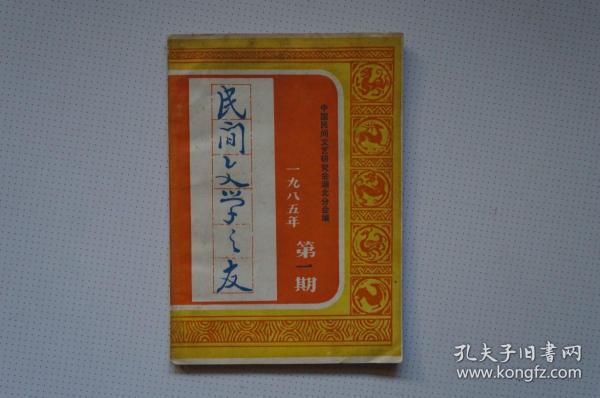 民间文学之友
中国民间文艺研究会湖北分会编
一九八五年
第一期
孔夫子旧书网
www.kongfz.com